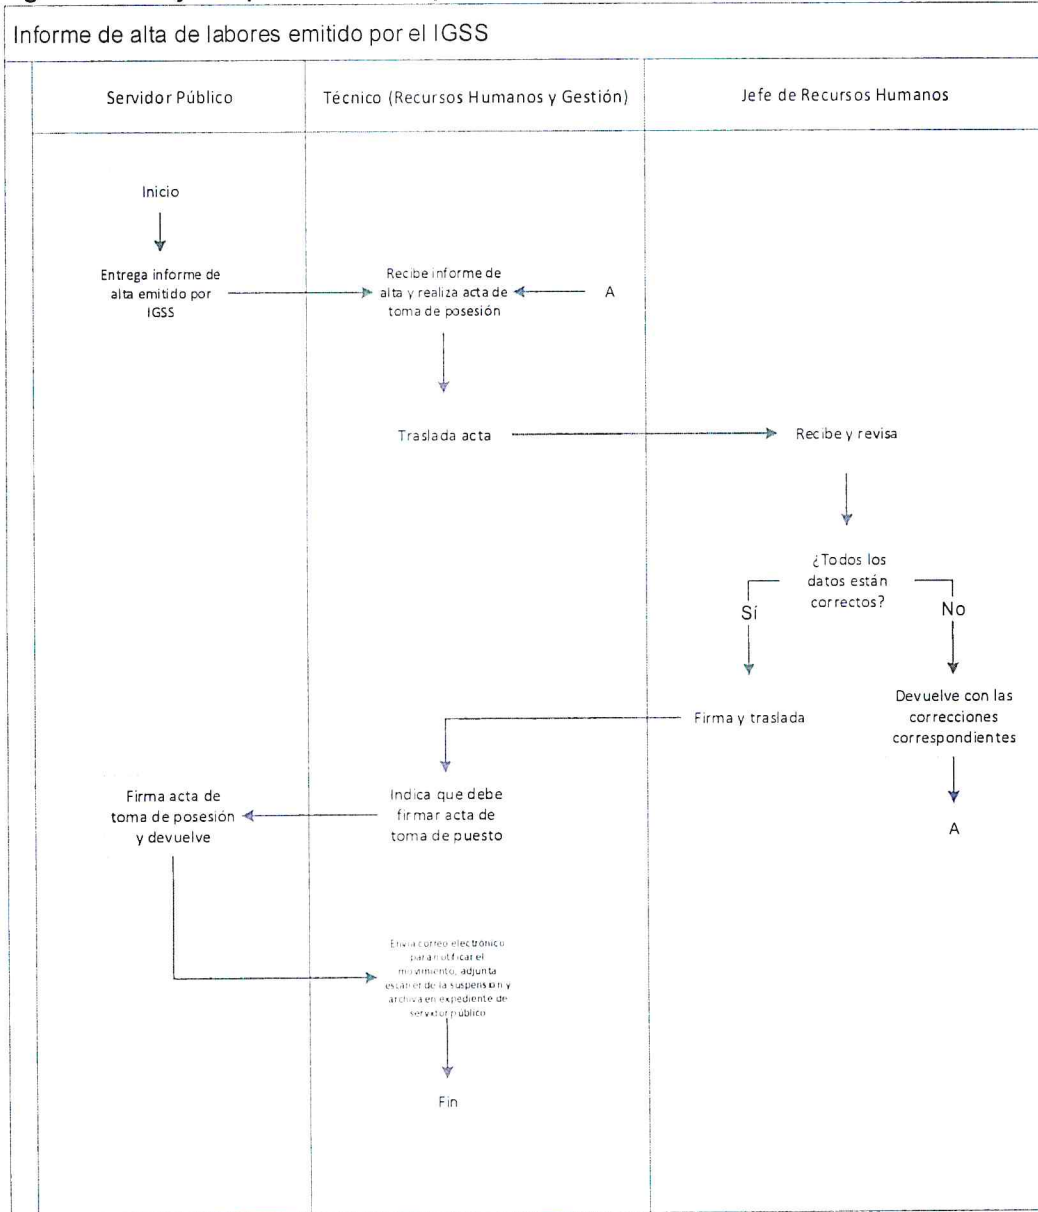 Informe de alta de labores emitido por el IGSS
Servidor Público
Técnico (Recursos Humanos y Gestión)
Jefe de Recursos Humanos
Inicio
Entrega informe de
alta emitido por
IGSS
Recibe informe de
alta y realiza acta de
toma de posesión
A
Traslada acta
Recibe y revisa
¿Todos los
datos están
correctos?
Sí
No
Firma y traslada
Devuelve con las
correcciones
correspondientes
A
Indica que debe
firmar acta de
toma de puesto
Firma acta de
toma de posesión
y devuelve
Envía correo electrónico
para notificar el
movimiento, adjunta
escáner de la suspensión y
archiva en expediente de
servidor público
Fin